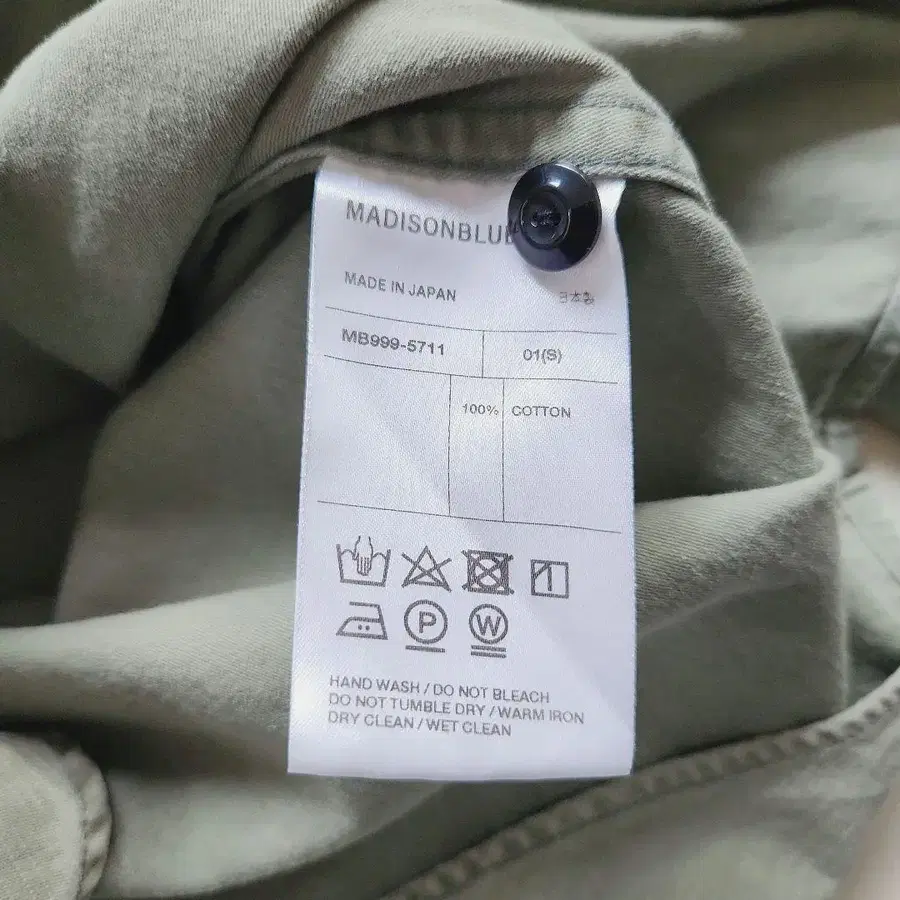 MADISONBLUE
MADE IN JAPAN 日本製
MB999-5711 01(S)
100% COTTON
P W
HAND WASH / DO NOT BLEACH
DO NOT TUMBLE DRY / WARM IRON
DRY CLEAN / WET CLEAN